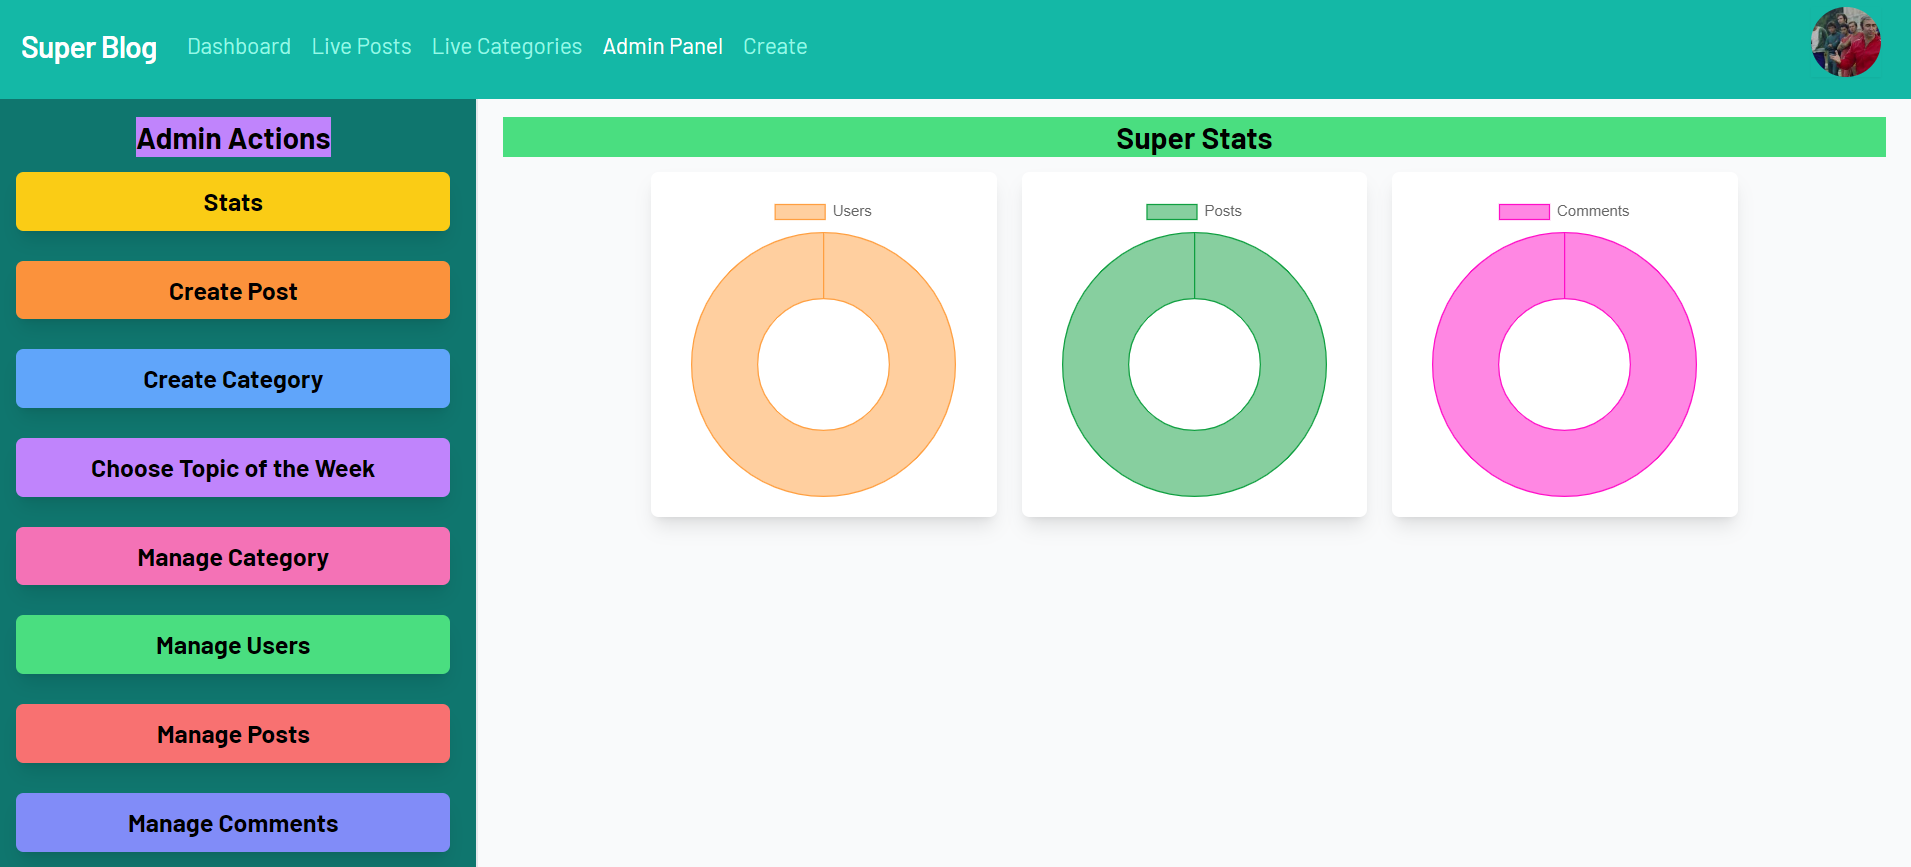 Super Blog
Dashboard
Live Posts
Live Categories
Admin Panel
Create
Admin Actions
Stats
Create Post
Create Category
Choose Topic of the Week
Manage Category
Manage Users
Manage Posts
Manage Comments
Super Stats
Users
Posts
Comments